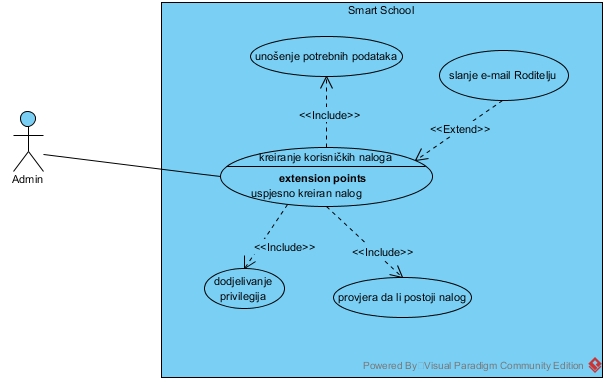 Smart School
unošenje potrebnih podataka
slanje e-mail Roditelju
<<Include>>
<<Extend>>
kreiranje korisničkih naloga
extension points
uspjesno kreiran nalog
Admin
<<Include>>
<<Include>>
dodjelivanje
privilegija
provjera da li postoji nalog
Powered By Visual Paradigm Community Edition